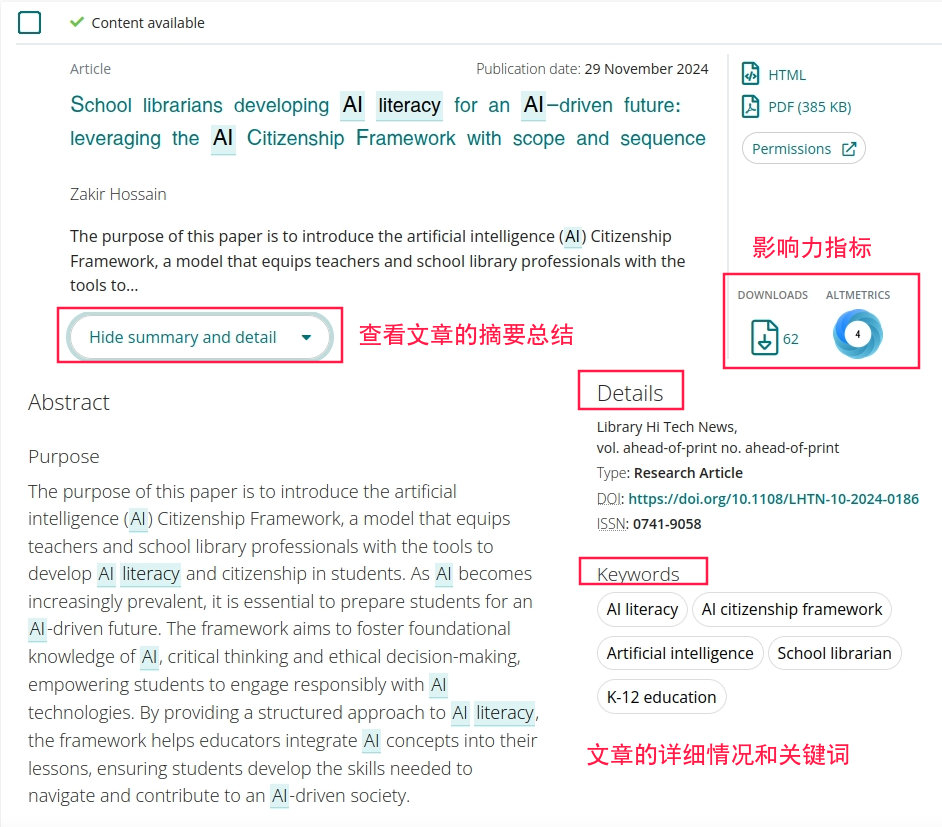 Content available
Article
Publication date: 29 November 2024
School librarians developing AI literacy for an AI–driven future:
leveraging the AI Citizenship Framework with scope and sequence
Zakir Hossain
The purpose of this paper is to introduce the artificial intelligence (AI) Citizenship
Framework, a model that equips teachers and school library professionals with the
tools to...
Hide summary and detail
查看文章的摘要总结
HTML
PDF (385 KB)
Permissions
影响力指标
DOWNLOADS
ALTMETRICS
62
4
Abstract
Purpose
The purpose of this paper is to introduce the artificial
intelligence (AI) Citizenship Framework, a model that equips
teachers and school library professionals with the tools to
develop AI literacy and citizenship in students. As AI becomes
increasingly prevalent, it is essential to prepare students for an
AI-driven future. The framework aims to foster foundational
knowledge of AI, critical thinking and ethical decision-making,
empowering students to engage responsibly with AI
technologies. By providing a structured approach to AI literacy,
the framework helps educators integrate AI concepts into their
lessons, ensuring students develop the skills needed to
navigate and contribute to an AI-driven society.
Details
Library Hi Tech News,
vol. ahead-of-print no. ahead-of-print
Type: Research Article
DOI: https://doi.org/10.1108/LHTN-10-2024-0186
ISSN: 0741-9058
Keywords
AI literacy
AI citizenship framework
Artificial intelligence
School librarian
K-12 education
文章的详细情况和关键词